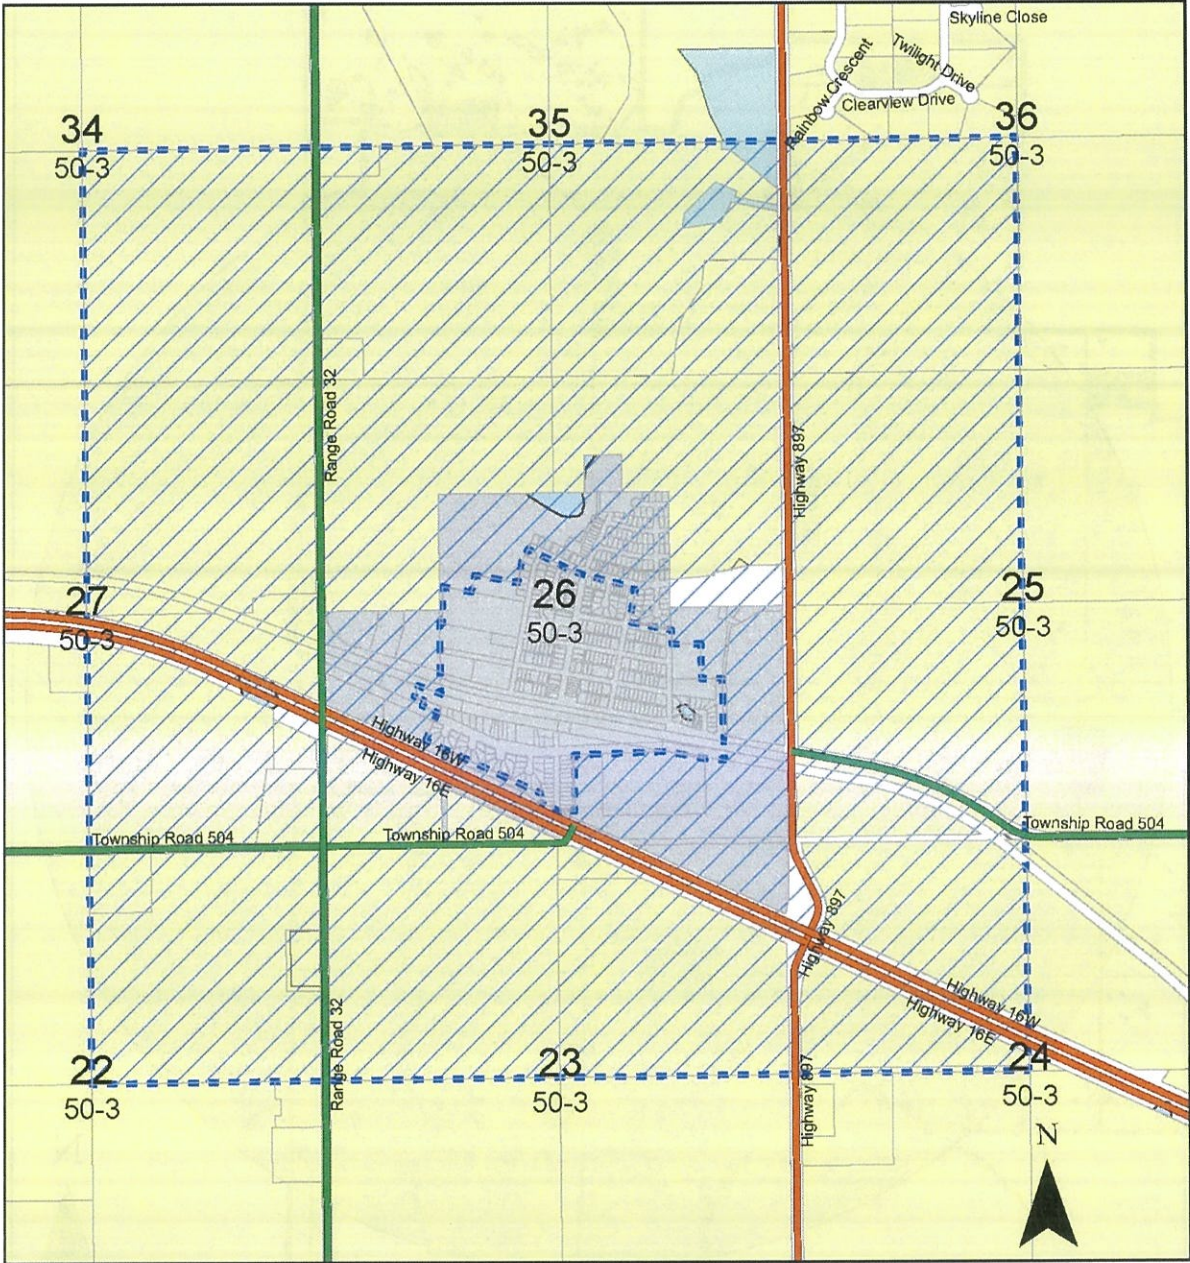 Skyline Close
Twilight Drive
Rainbow Crescent
Clearview Drive
34
50-3
35
50-3
36
50-3
Range Road 32
Highway 897
27
50-3
26
50-3
25
50-3
Highway 16W
Highway 16E
Township Road 504
Township Road 504
Township Road 504
Highway 897
Highway 16W
Highway 16E
Range Road 32
22
50-3
23
50-3
24
50-3
Highway 897
N